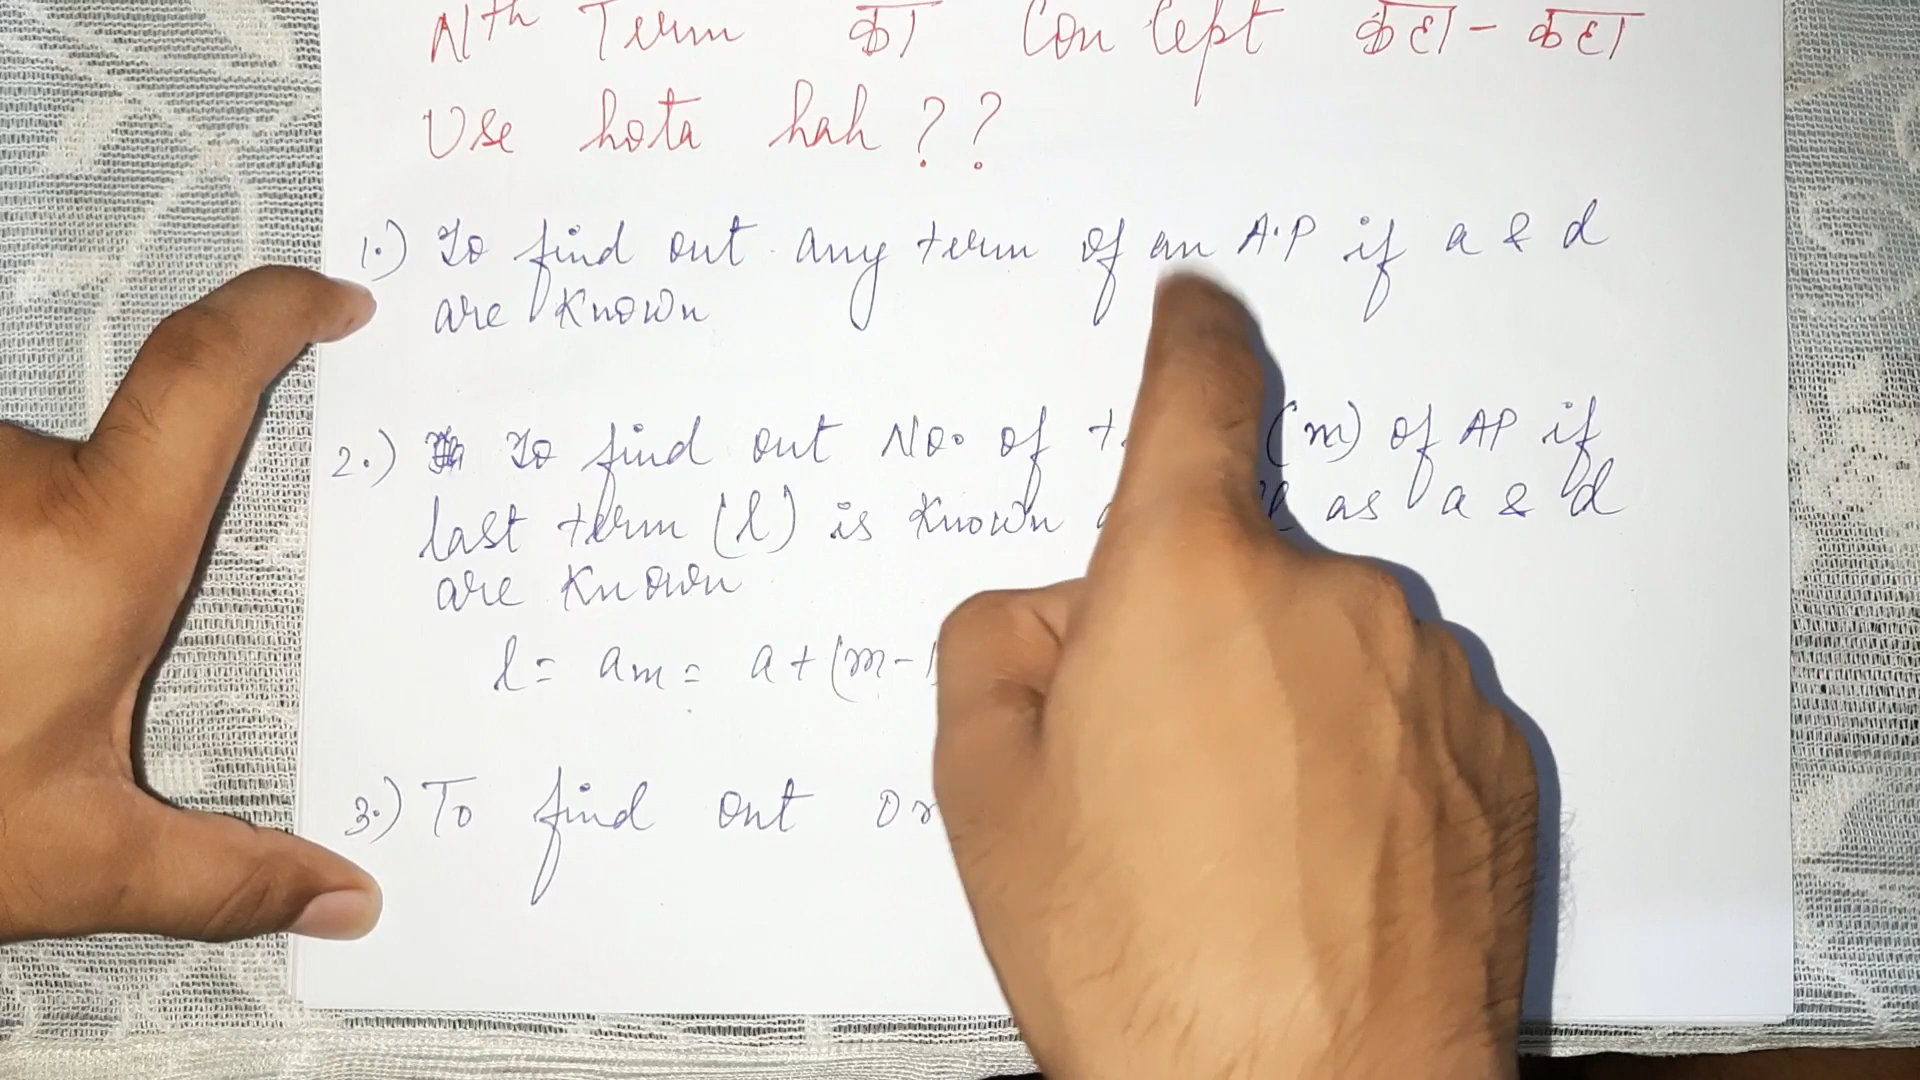 Nth Term का Concept कहा - कहा
Use hota hah ??
1.) To find out any term of an A.P if a & d
are known
2.) To find out No. of (m) of AP if
last term (l) is known as a & d
are known
l = am = a + (m - 1
3.) To find out